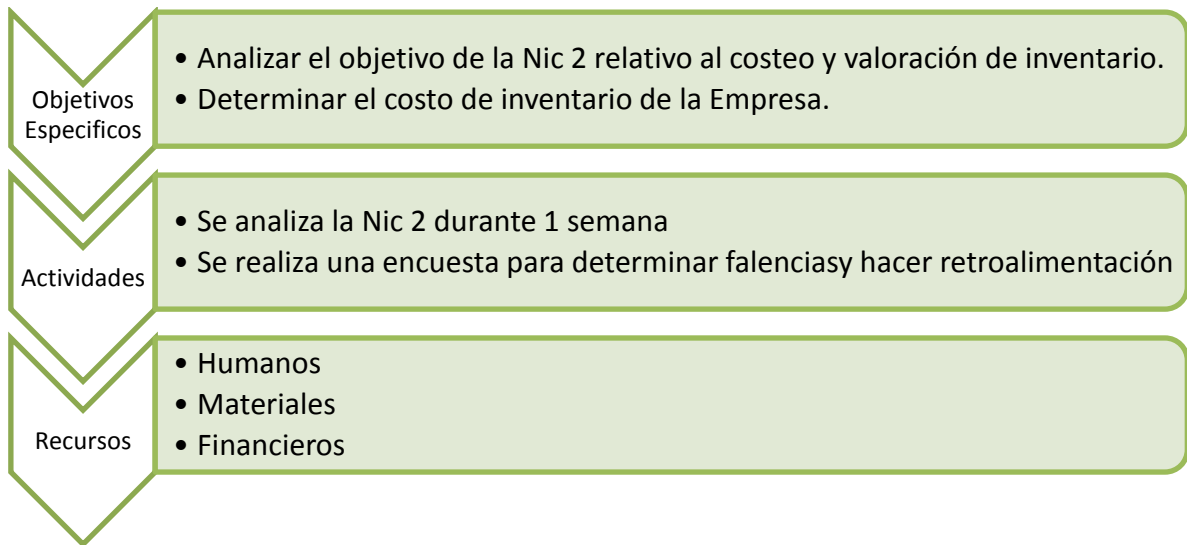 Objetivos
Especificos
• Analizar el objetivo de la Nic 2 relativo al costeo y valoración de inventario.
• Determinar el costo de inventario de la Empresa.
Actividades
• Se analiza la Nic 2 durante 1 semana
• Se realiza una encuesta para determinar falenciasy hacer retroalimentación
Recursos
• Humanos
• Materiales
• Financieros